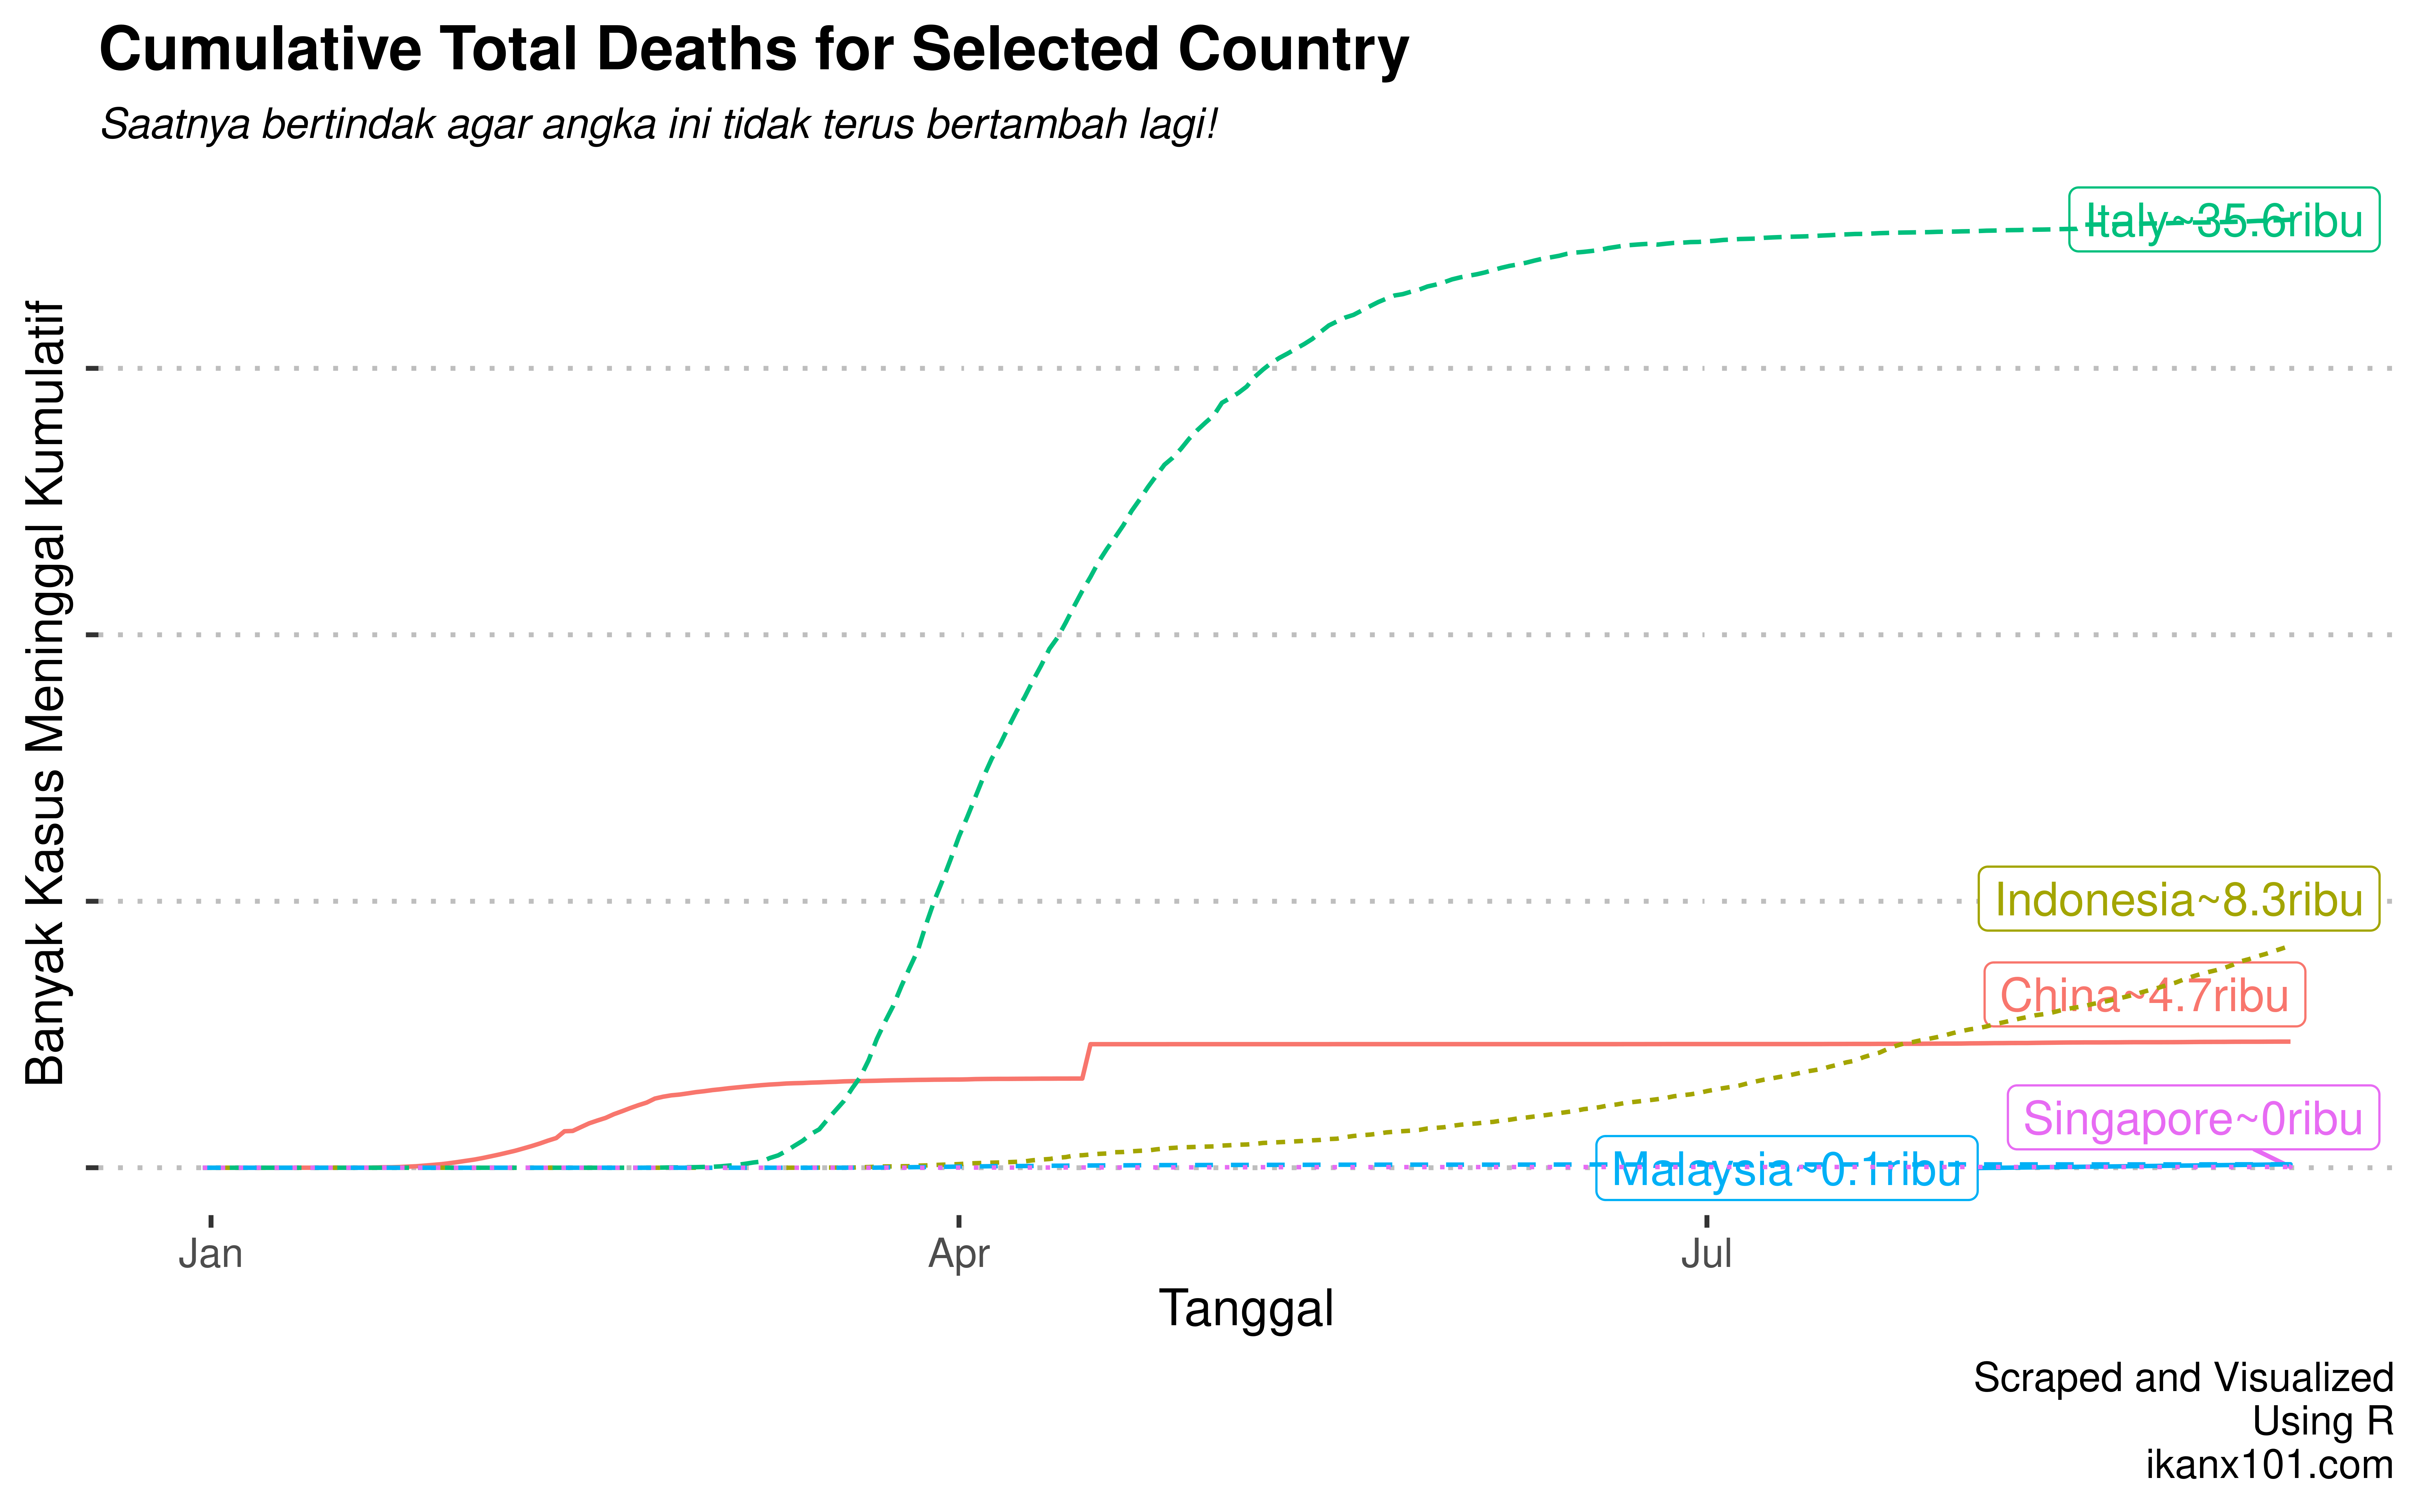 Cumulative Total Deaths for Selected Country
Saatnya bertindak agar angka ini tidak terus bertambah lagi!
Banyak Kasus Meninggal Kumulatif
Italy~35.6ribu
Indonesia~8.3ribu
China~4.7ribu
Singapore~0ribu
Malaysia~0.1ribu
Jan
Apr
Jul
Tanggal
Scraped and Visualized
Using R
ikanx101.com